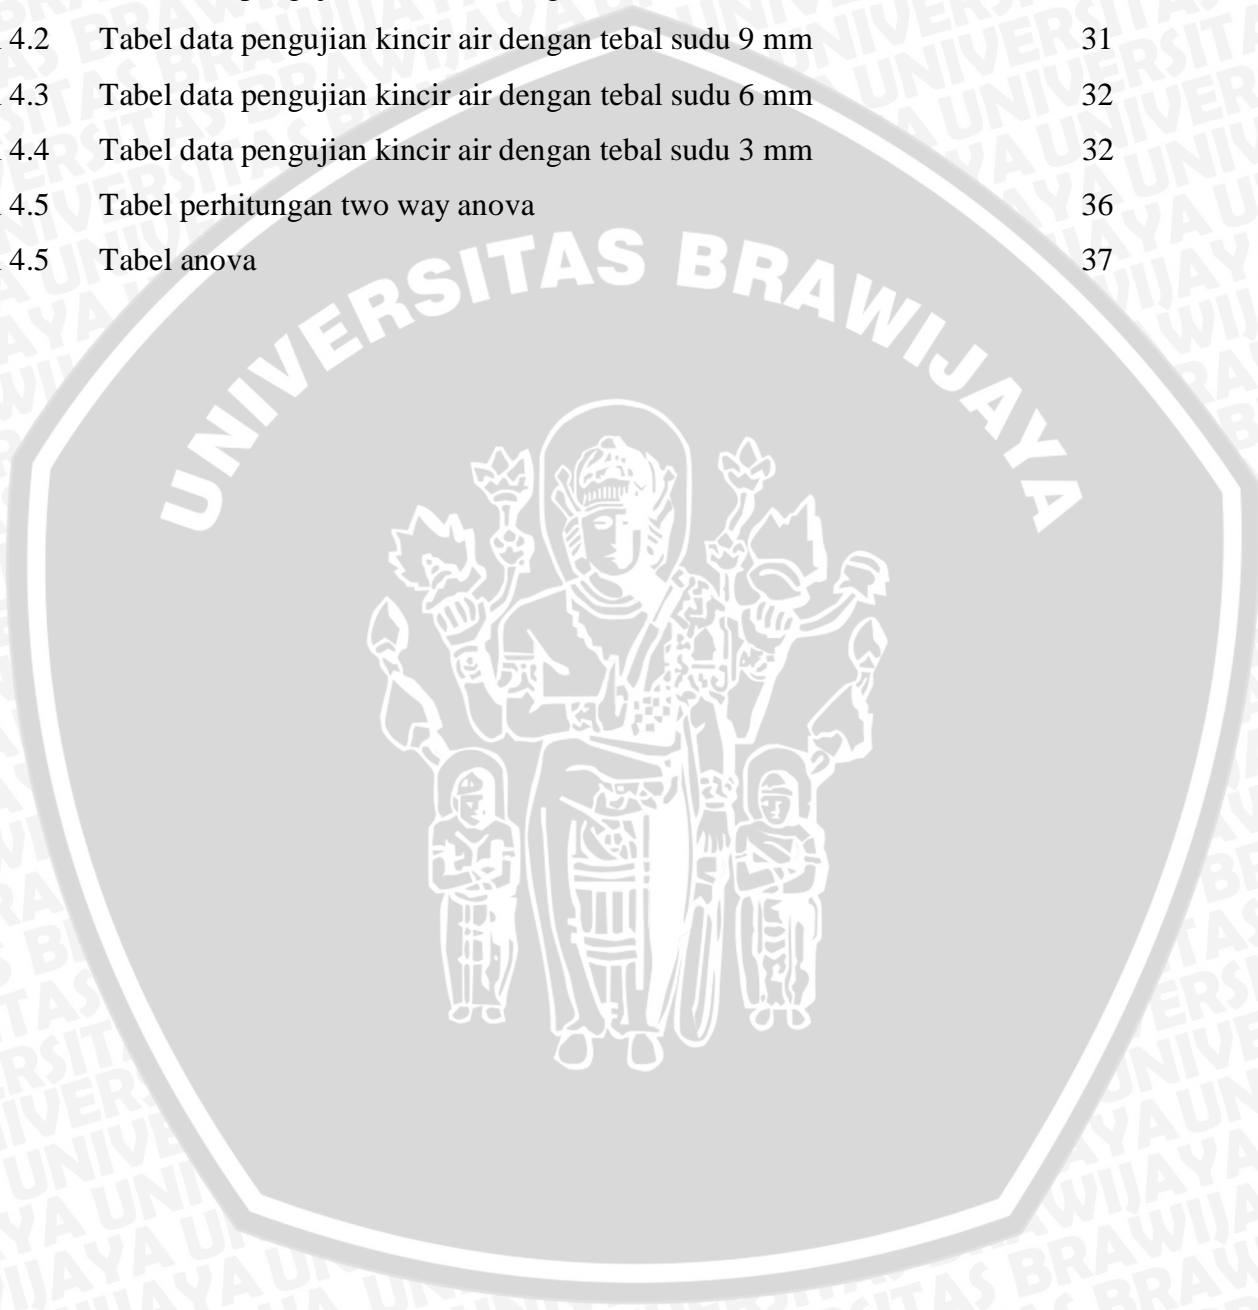 4.2 Tabel data pengujian kincir air dengan tebal sudu 9 mm 31
4.3 Tabel data pengujian kincir air dengan tebal sudu 6 mm 32
4.4 Tabel data pengujian kincir air dengan tebal sudu 3 mm 32
4.5 Tabel perhitungan two way anova 36
4.5 Tabel anova 37
UNIVERSITAS BRAWIJAYA